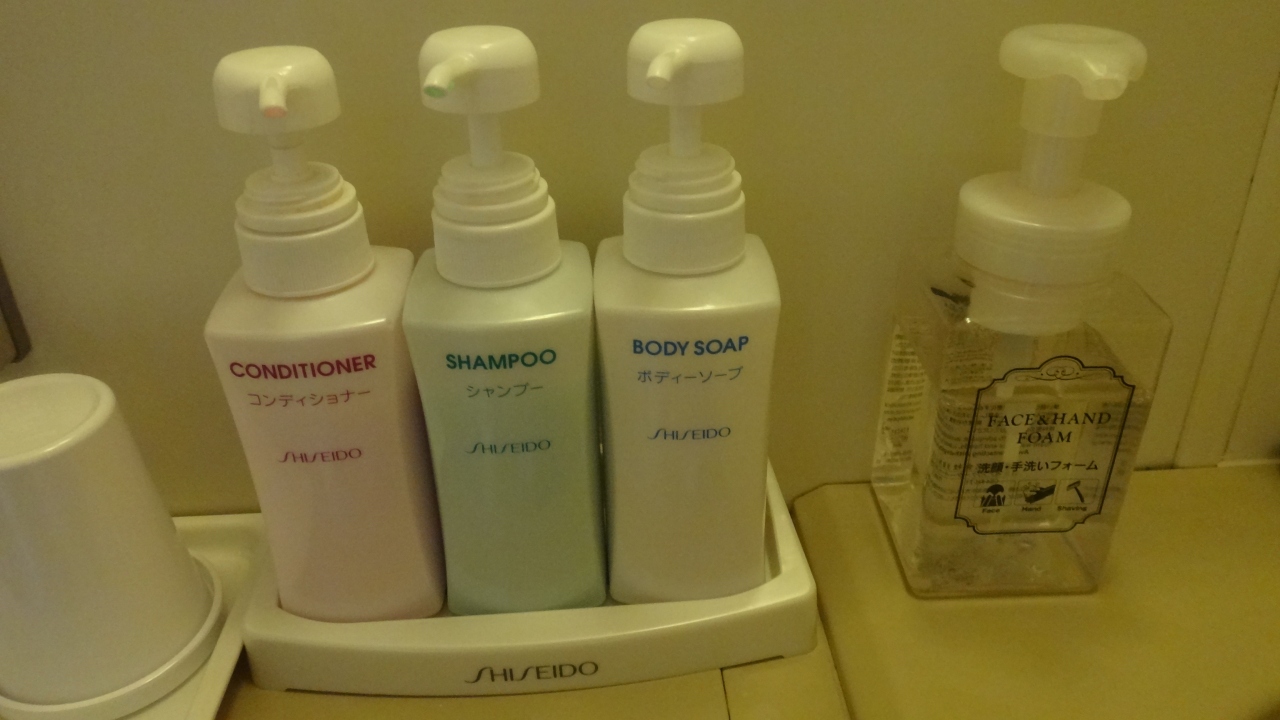 CONDITIONER
コンディショナー
SHISEIDO
SHAMPOO
シャンプー
SHISEIDO
BODY SOAP
ボディーソープ
SHISEIDO
SHISEIDO
FACE&HAND
FOAM
洗顔・手洗いフォーム
Face Hand Shaving